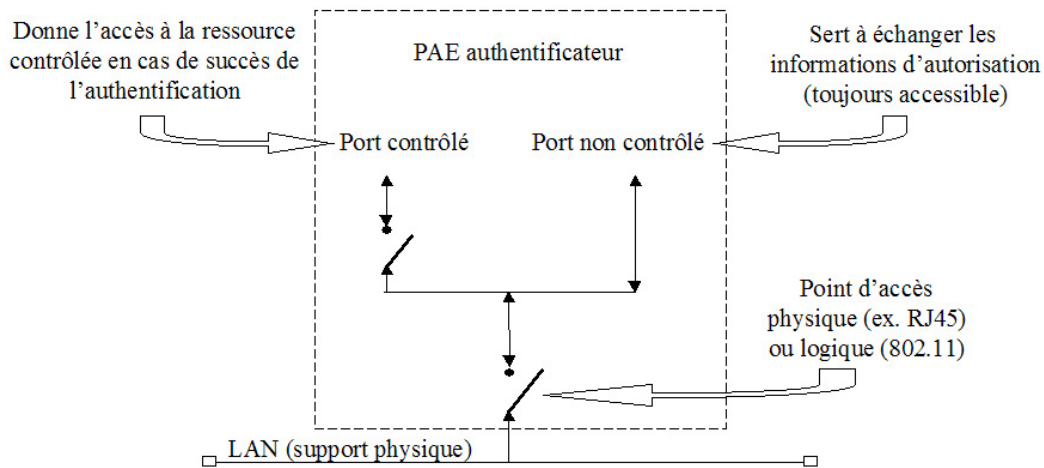 Donne l'accès à la ressource
contrôlée en cas de succès de
l'authentification
PAE authentificateur
Sert à échanger les
informations d'autorisation
(toujours accessible)
Port contrôlé
Port non contrôlé
Point d'accès
physique (ex. RJ45)
ou logique (802.11)
LAN (support physique)